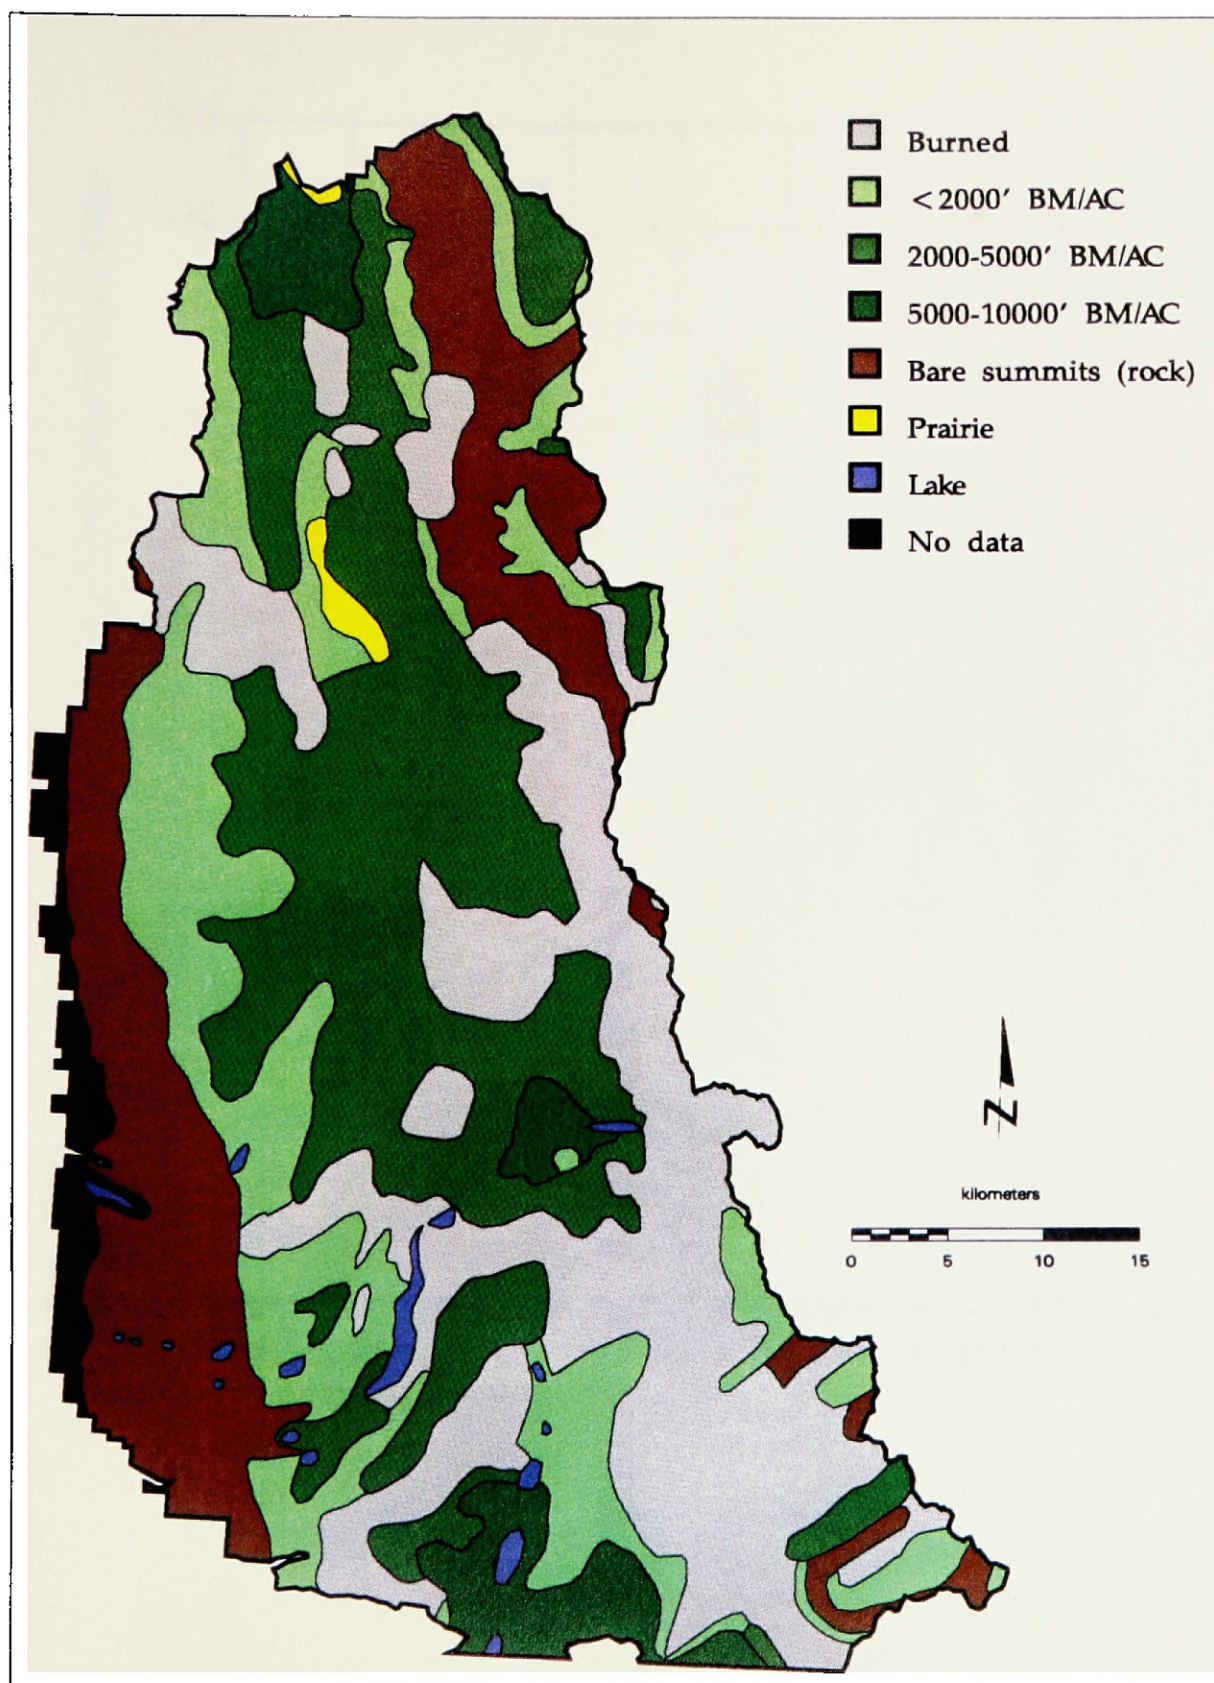 Burned
<2000′ BM/AC
2000-5000′ BM/AC
5000-10000′ BM/AC
Bare summits (rock)
Prairie
Lake
No data
N
kilometers
0 5 10 15